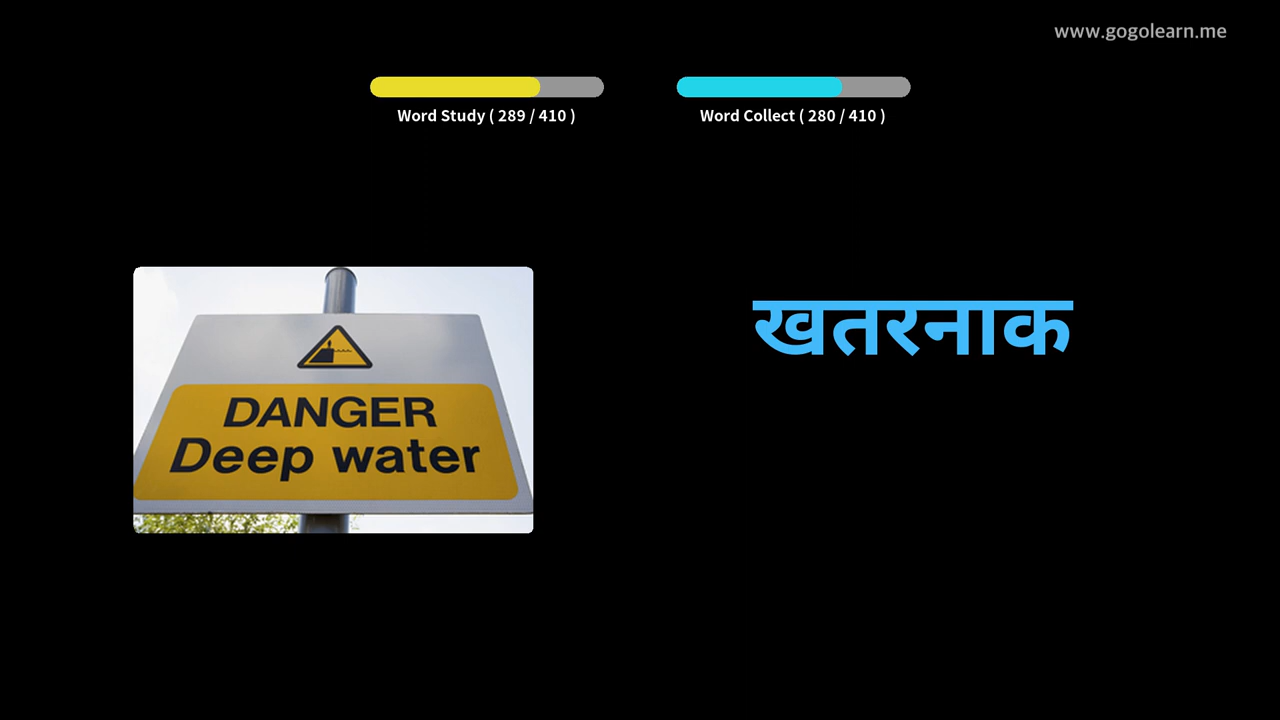 www.gogolearn.me
Word Study ( 289 / 410 )
Word Collect ( 280 / 410 )
DANGER
Deep water
खतरनाक